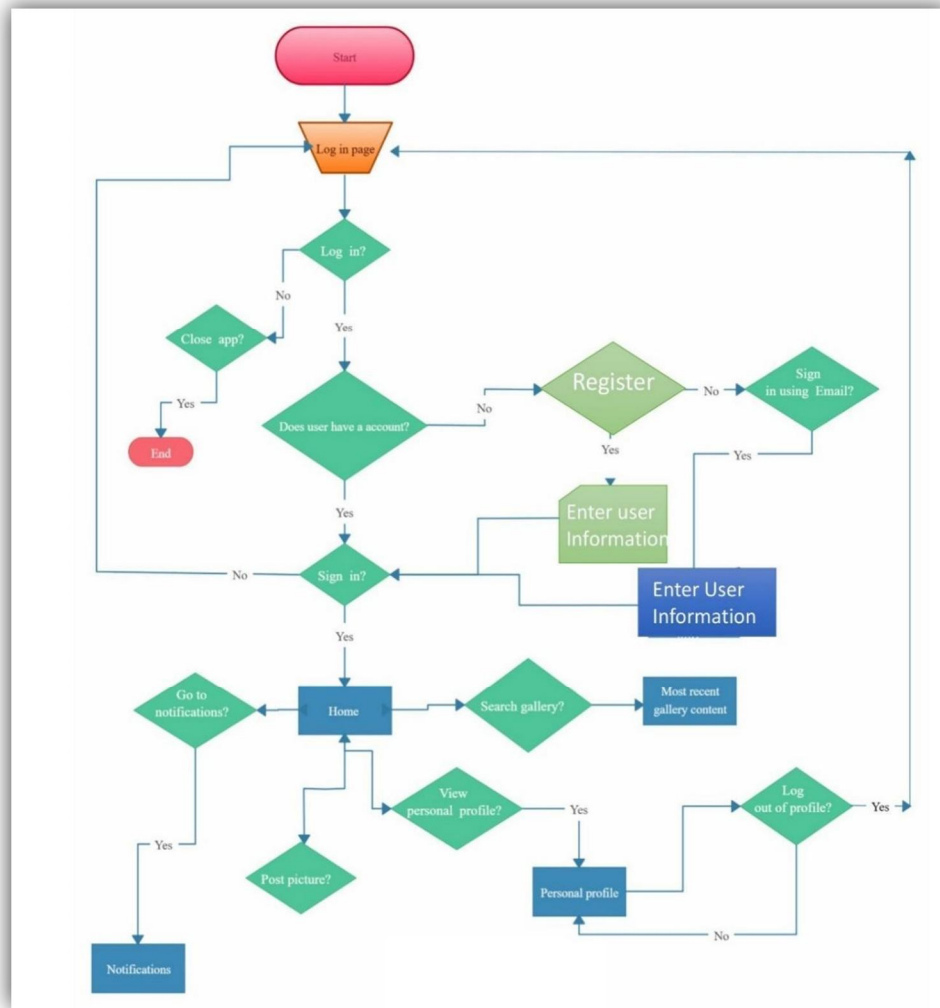 Start
Log in page
Log in?
No
Close app?
Yes
Yes
End
Does user have a account?
No
Register
No
Sign
in using Email?
Yes
Yes
Yes
Enter user
Information
Sign in?
No
Enter User
Information
Yes
Go to
notifications?
Home
Search gallery?
Most recent
gallery content
View
personal profile?
Yes
Log
out of profile?
Yes
Yes
Post picture?
Personal profile
No
Notifications